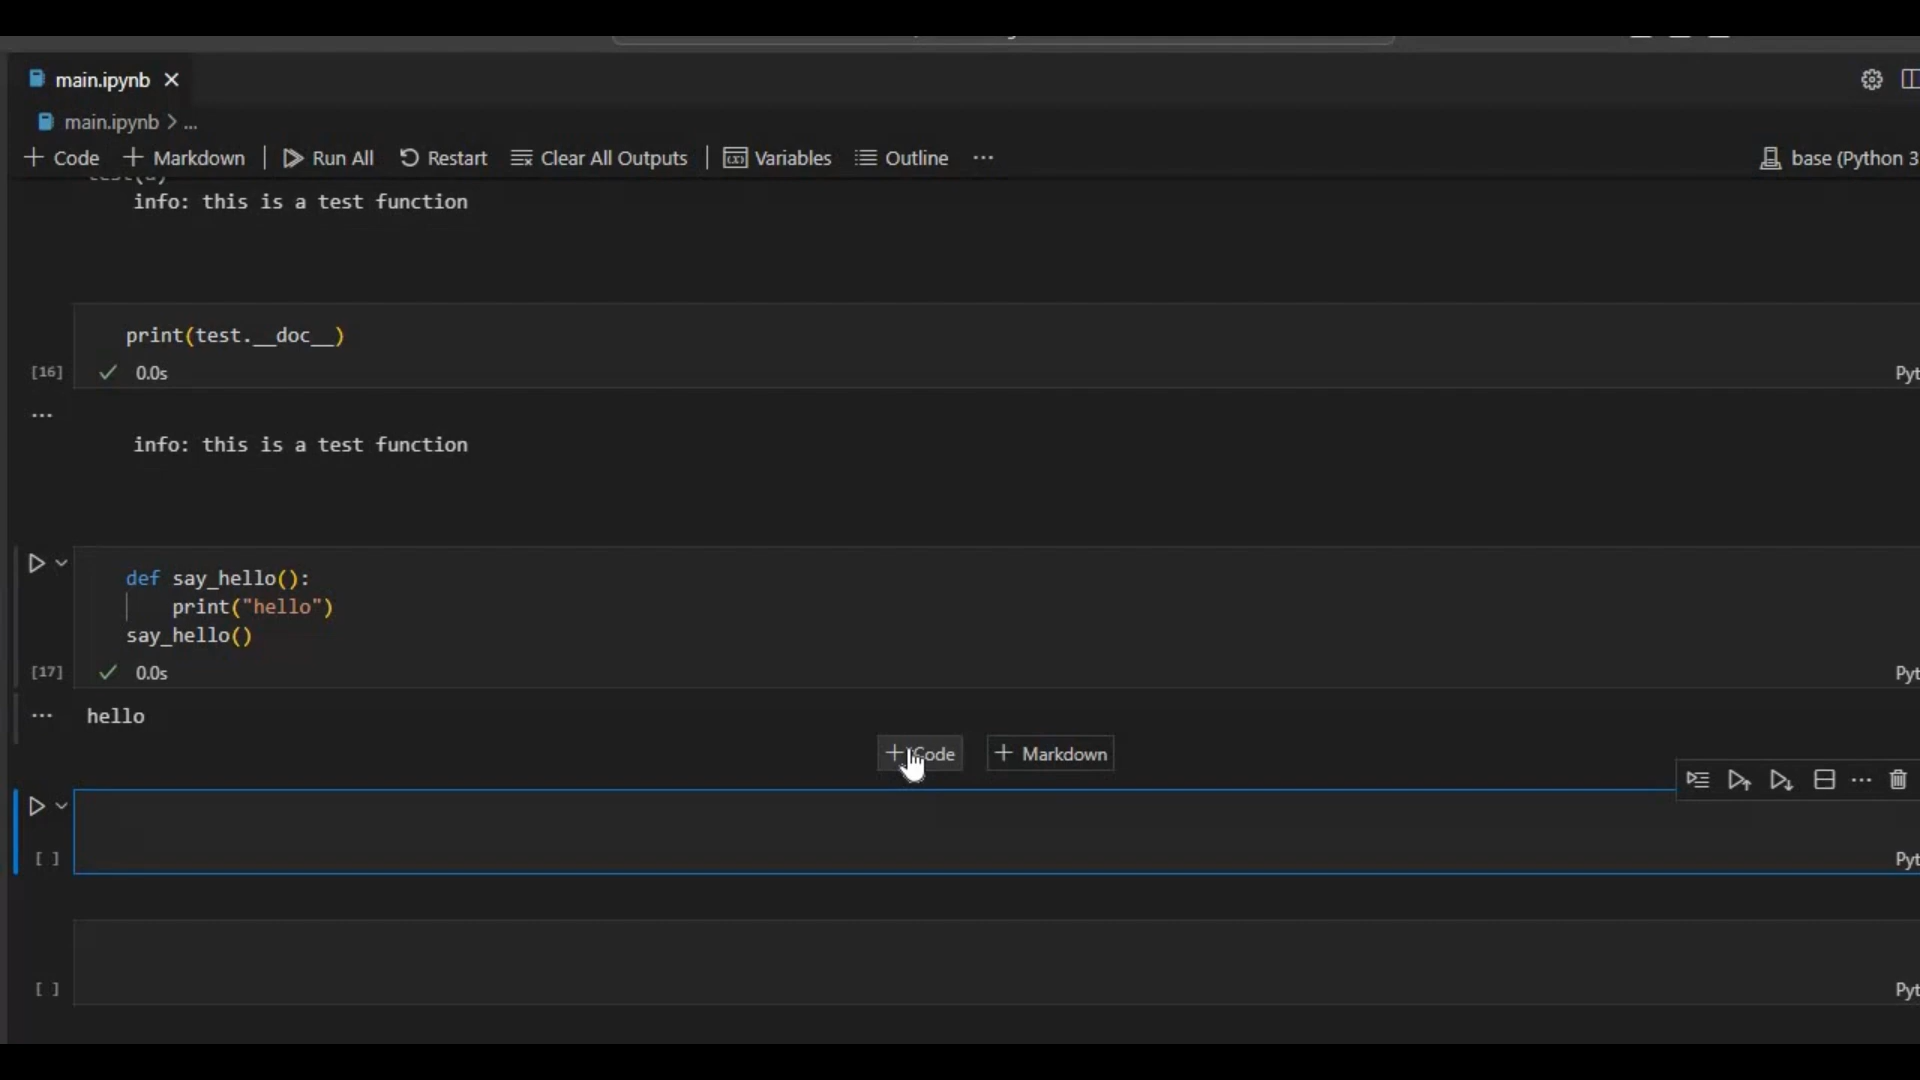 main.ipynb
main.ipynb > ...
Code Markdown Run All Restart Clear All Outputs Variables Outline ... base (Python 3
info: this is a test function
print(test.__doc__)
[16] 0.0s Pyt
...
info: this is a test function
def say_hello():
print("hello")
say_hello()
[17] 0.0s Pyt
... hello
+ Code + Markdown
[ ] Pyt
[ ] Pyt